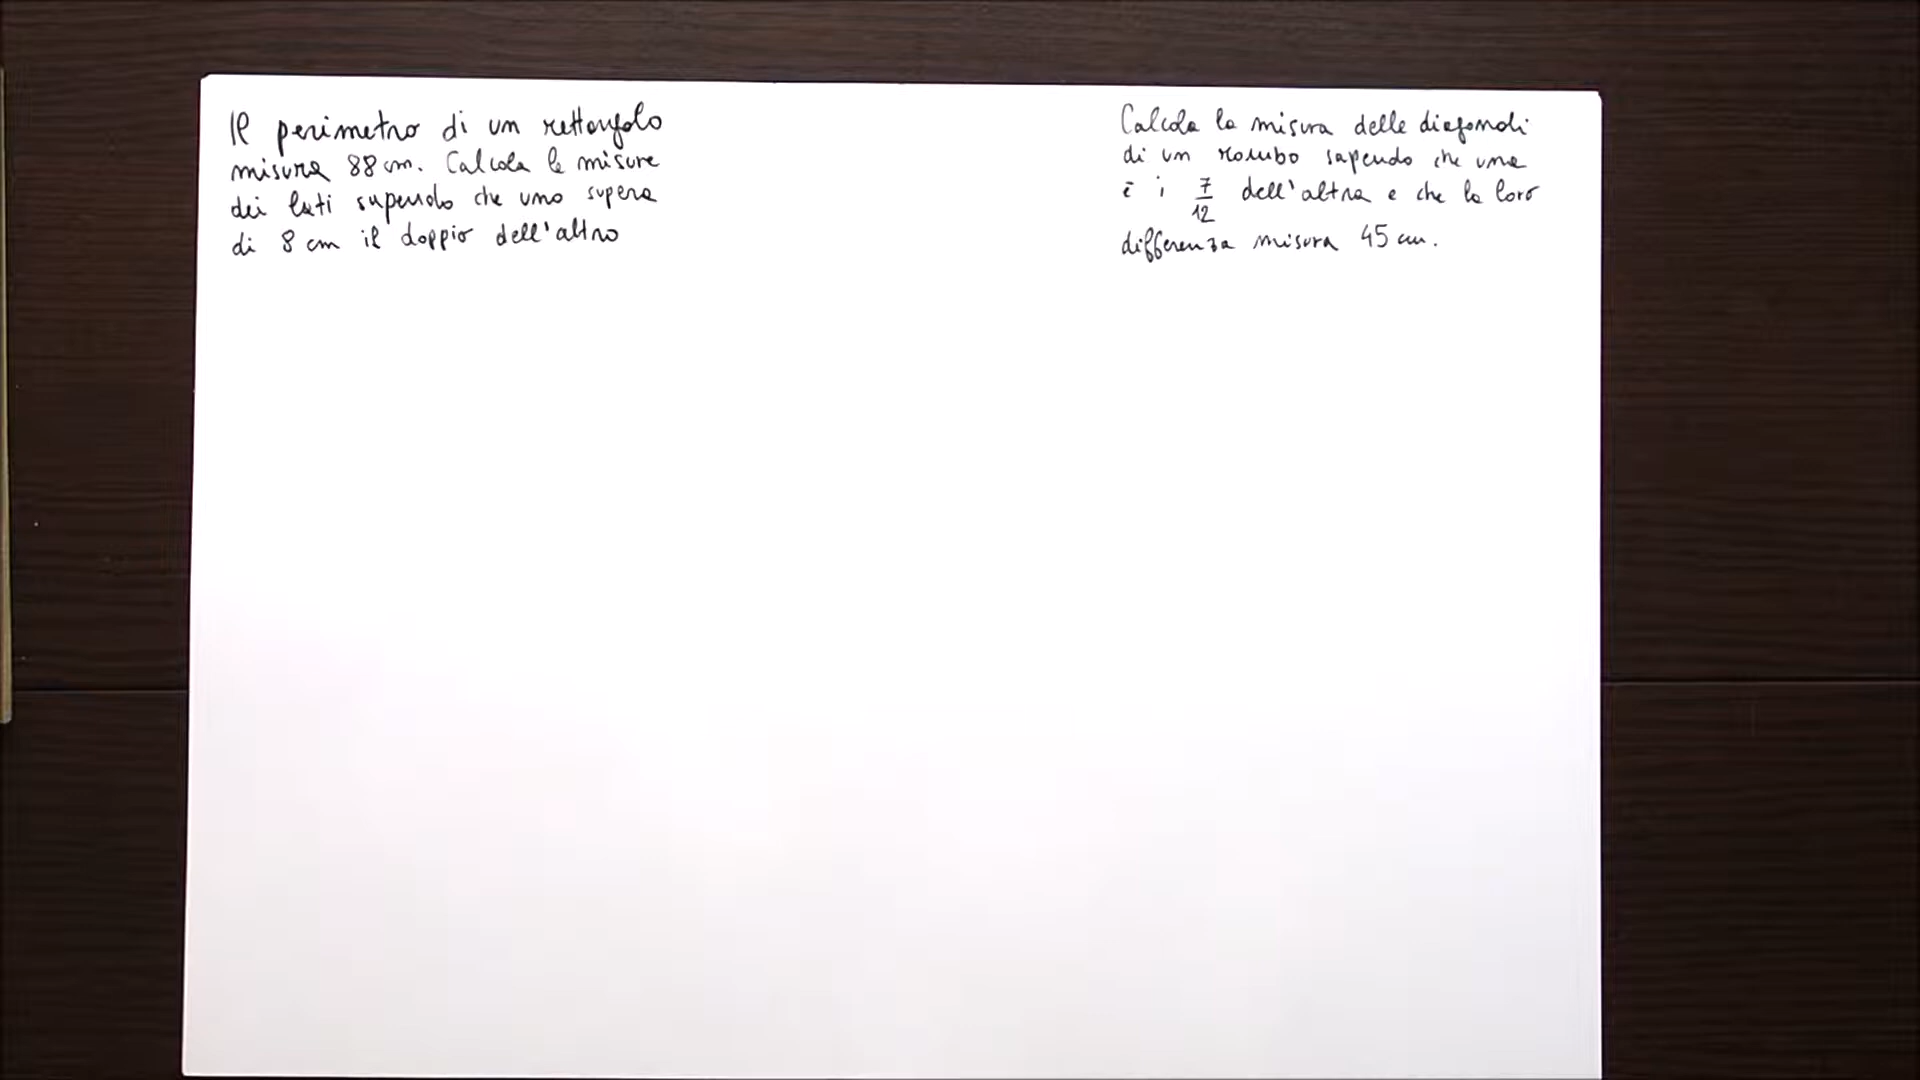 Il perimetro di un rettangolo
misura 88 cm. Calcola le misure
dei lati sapendo che uno supera
di 8 cm il doppio dell'altro
Calcola la misura delle diagonali
di un rombo sapendo che una
è i 7/12 dell'altra e che la loro
differenza misura 45 cm.